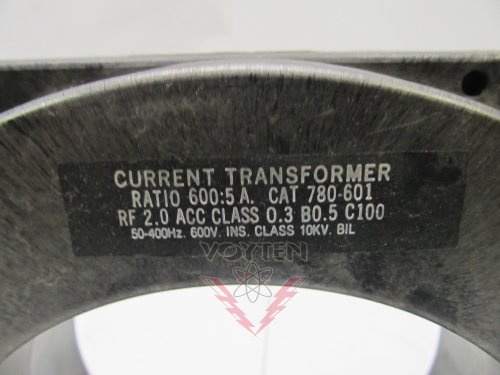 CURRENT TRANSFORMER
RATIO 600:5 A. CAT 780-601
RF 2.0 ACC CLASS 0.3 B0.5 C100
50-400Hz. 600V. INS. CLASS 10KV. BIL
VOYTEN